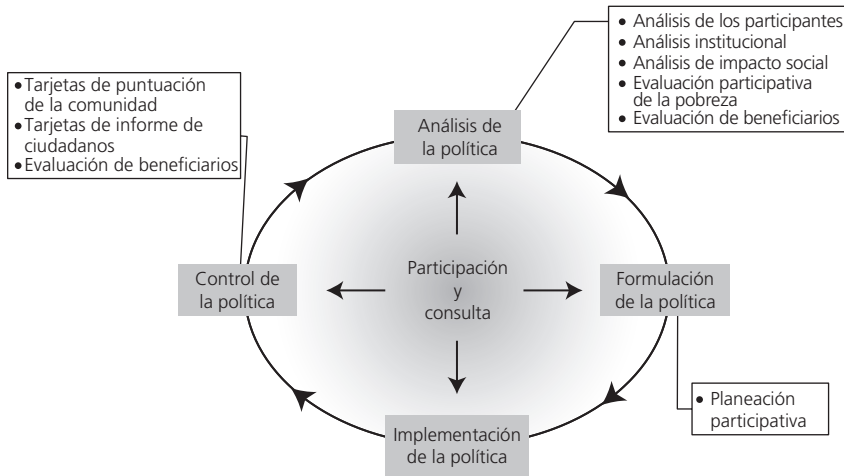 • Análisis de los participantes
• Análisis institucional
• Análisis de impacto social
• Evaluación participativa
de la pobreza
• Evaluación de beneficiarios
• Tarjetas de puntuación
de la comunidad
• Tarjetas de informe de
ciudadanos
• Evaluación de beneficiarios
Análisis de
la política
Control de
la política
Participación
y
consulta
Formulación
de la política
• Planeación
participativa
Implementación
de la política